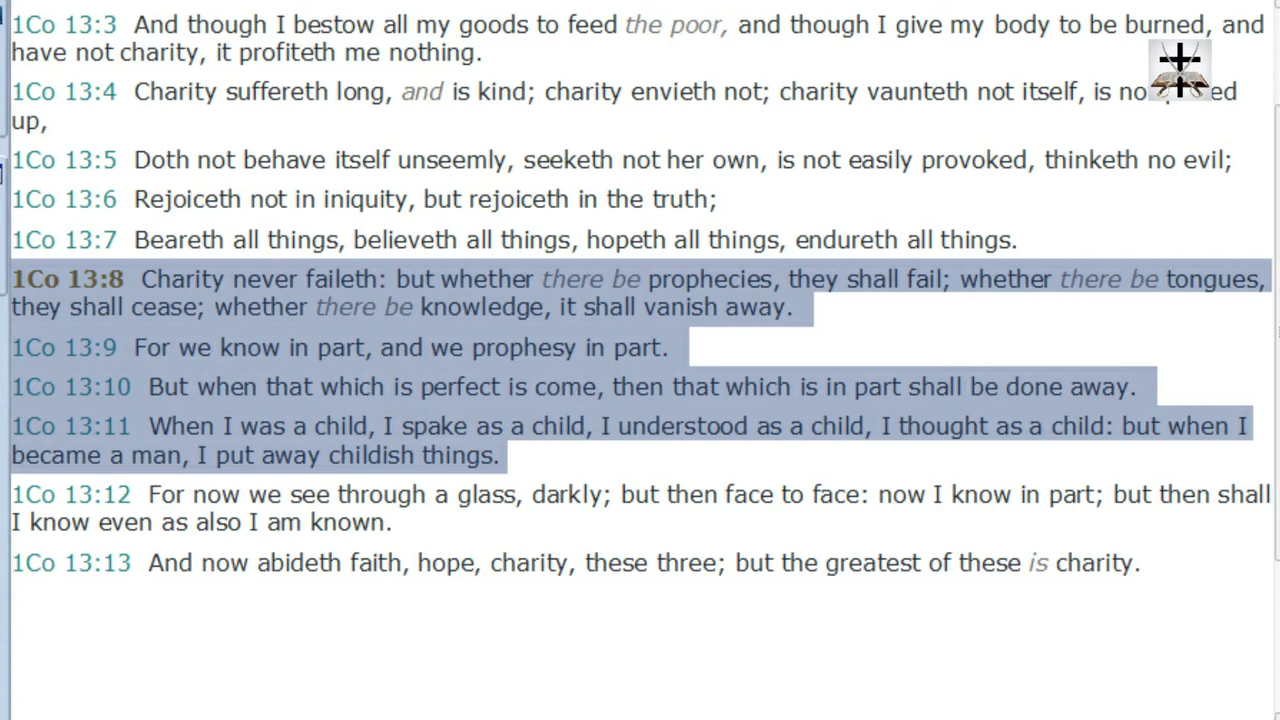 1Co 13:3 And though I bestow all my goods to feed the poor, and though I give my body to be burned, and
have not charity, it profiteth me nothing.
1Co 13:4 Charity suffereth long, and is kind; charity envieth not; charity vaunteth not itself, is
up,
1Co 13:5 Doth not behave itself unseemly, seeketh not her own, is not easily provoked, thinketh no evil;
1Co 13:6 Rejoiceth not in iniquity, but rejoiceth in the truth;
1Co 13:7 Beareth all things, believeth all things, hopeth all things, endureth all things.
1Co 13:8 Charity never faileth: but whether there be prophecies, they shall fail; whether there be tongues,
they shall cease; whether there be knowledge, it shall vanish away.
1Co 13:9 For we know in part, and we prophesy in part.
1Co 13:10 But when that which is perfect is come, then that which is in part shall be done away.
1Co 13:11 When I was a child, I spake as a child, I understood as a child, I thought as a child: but when I
became a man, I put away childish things.
1Co 13:12 For now we see through a glass, darkly; but then face to face: now I know in part; but then shall
I know even as also I am known.
1Co 13:13 And now abideth faith, hope, charity, these three; but the greatest of these is charity.